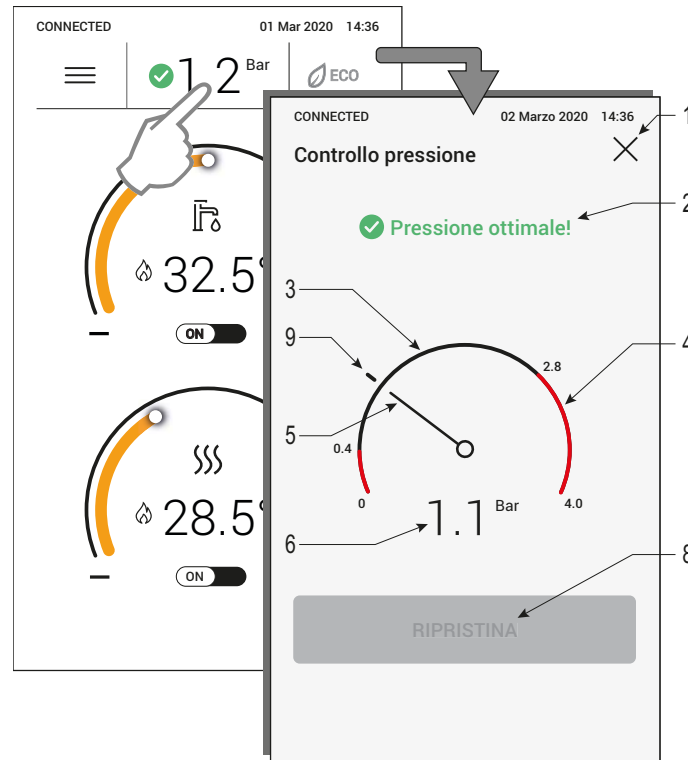 CONNECTED 01 Mar 2020 14:36
1.2 Bar ECO
32.5°
ON
28.5°
ON
CONNECTED 02 Marzo 2020 14:36
1
Controllo pressione
2
Pressione ottimale!
3
9
4
2.8
5
0.4
0
4.0
1.1 Bar
6
8
RIPRISTINA